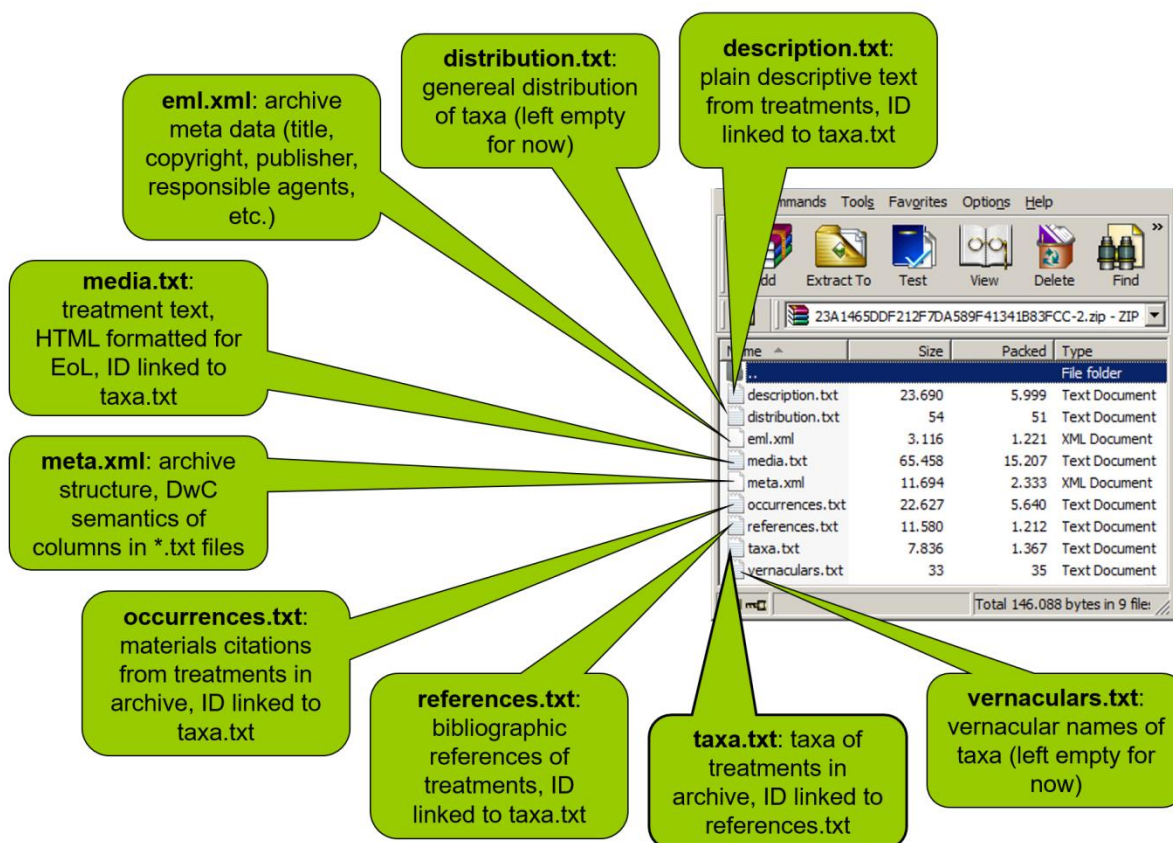 distribution.txt:
genereal distribution
of taxa (left empty
for now)
description.txt:
plain descriptive text
from treatments, ID
linked to taxa.txt
eml.xml: archive
meta data (title,
copyright, publisher,
responsible agents,
etc.)
media.txt:
treatment text,
HTML formatted for
EoL, ID linked to
taxa.txt
meta.xml: archive
structure, DwC
semantics of
columns in *.txt files
occurrences.txt:
materials citations
from treatments in
archive, ID linked to
taxa.txt
references.txt:
bibliographic
references of
treatments, ID
linked to taxa.txt
taxa.txt: taxa of
treatments in
archive, ID linked to
references.txt
vernaculars.txt:
vernacular names of
taxa (left empty for
now)
Tools Favorites Options Help
Extract To Test View Delete Find »
23A1465DDF212F7DA589F41341B83FCC-2.zip - ZIP
Size Packed Type
.. File folder
description.txt 23.690 5.999 Text Document
distribution.txt 54 51 Text Document
eml.xml 3.116 1.221 XML Document
media.txt 65.458 15.207 Text Document
meta.xml 11.694 2.333 XML Document
occurrences.txt 22.627 5.640 Text Document
references.txt 11.580 1.212 Text Document
taxa.txt 7.836 1.367 Text Document
vernaculars.txt 33 35 Text Document
Total 146.088 bytes in 9 file